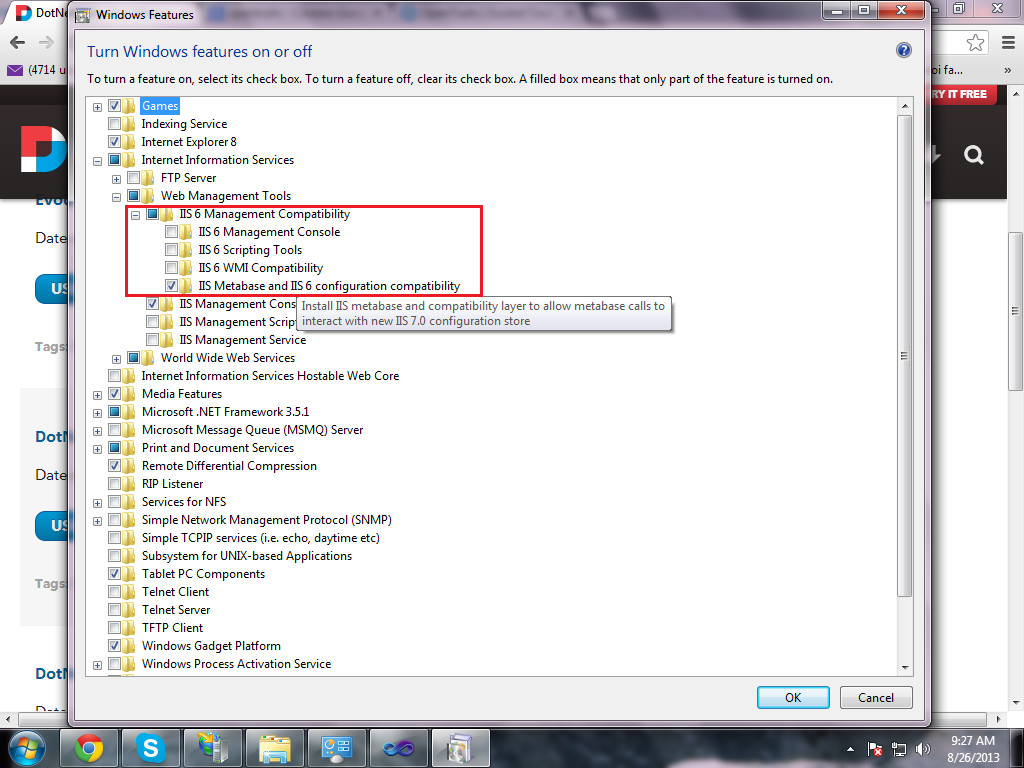 DotNe
Windows Features
(4714 u
oi fa...
»
RY IT FREE
Turn Windows features on or off
To turn a feature on, select its check box. To turn a feature off, clear its check box. A filled box means that only part of the feature is turned on.
Games
Indexing Service
Internet Explorer 8
Internet Information Services
FTP Server
Web Management Tools
IIS 6 Management Compatibility
IIS 6 Management Console
IIS 6 Scripting Tools
IIS 6 WMI Compatibility
IIS Metabase and IIS 6 configuration compatibility
IIS Management Cons
Install IIS metabase and compatibility layer to allow metabase calls to
interact with new IIS 7.0 configuration store
IIS Management Script
IIS Management Service
World Wide Web Services
Internet Information Services Hostable Web Core
Media Features
Microsoft .NET Framework 3.5.1
Microsoft Message Queue (MSMQ) Server
Print and Document Services
Remote Differential Compression
RIP Listener
Services for NFS
Simple Network Management Protocol (SNMP)
Simple TCPIP services (i.e. echo, daytime etc)
Subsystem for UNIX-based Applications
Tablet PC Components
Telnet Client
Telnet Server
TFTP Client
Windows Gadget Platform
Windows Process Activation Service
OK
Cancel
Evo
Date
US
Tags:
DotN
Date
US
Tags:
DotN
9:27 AM
8/26/2013